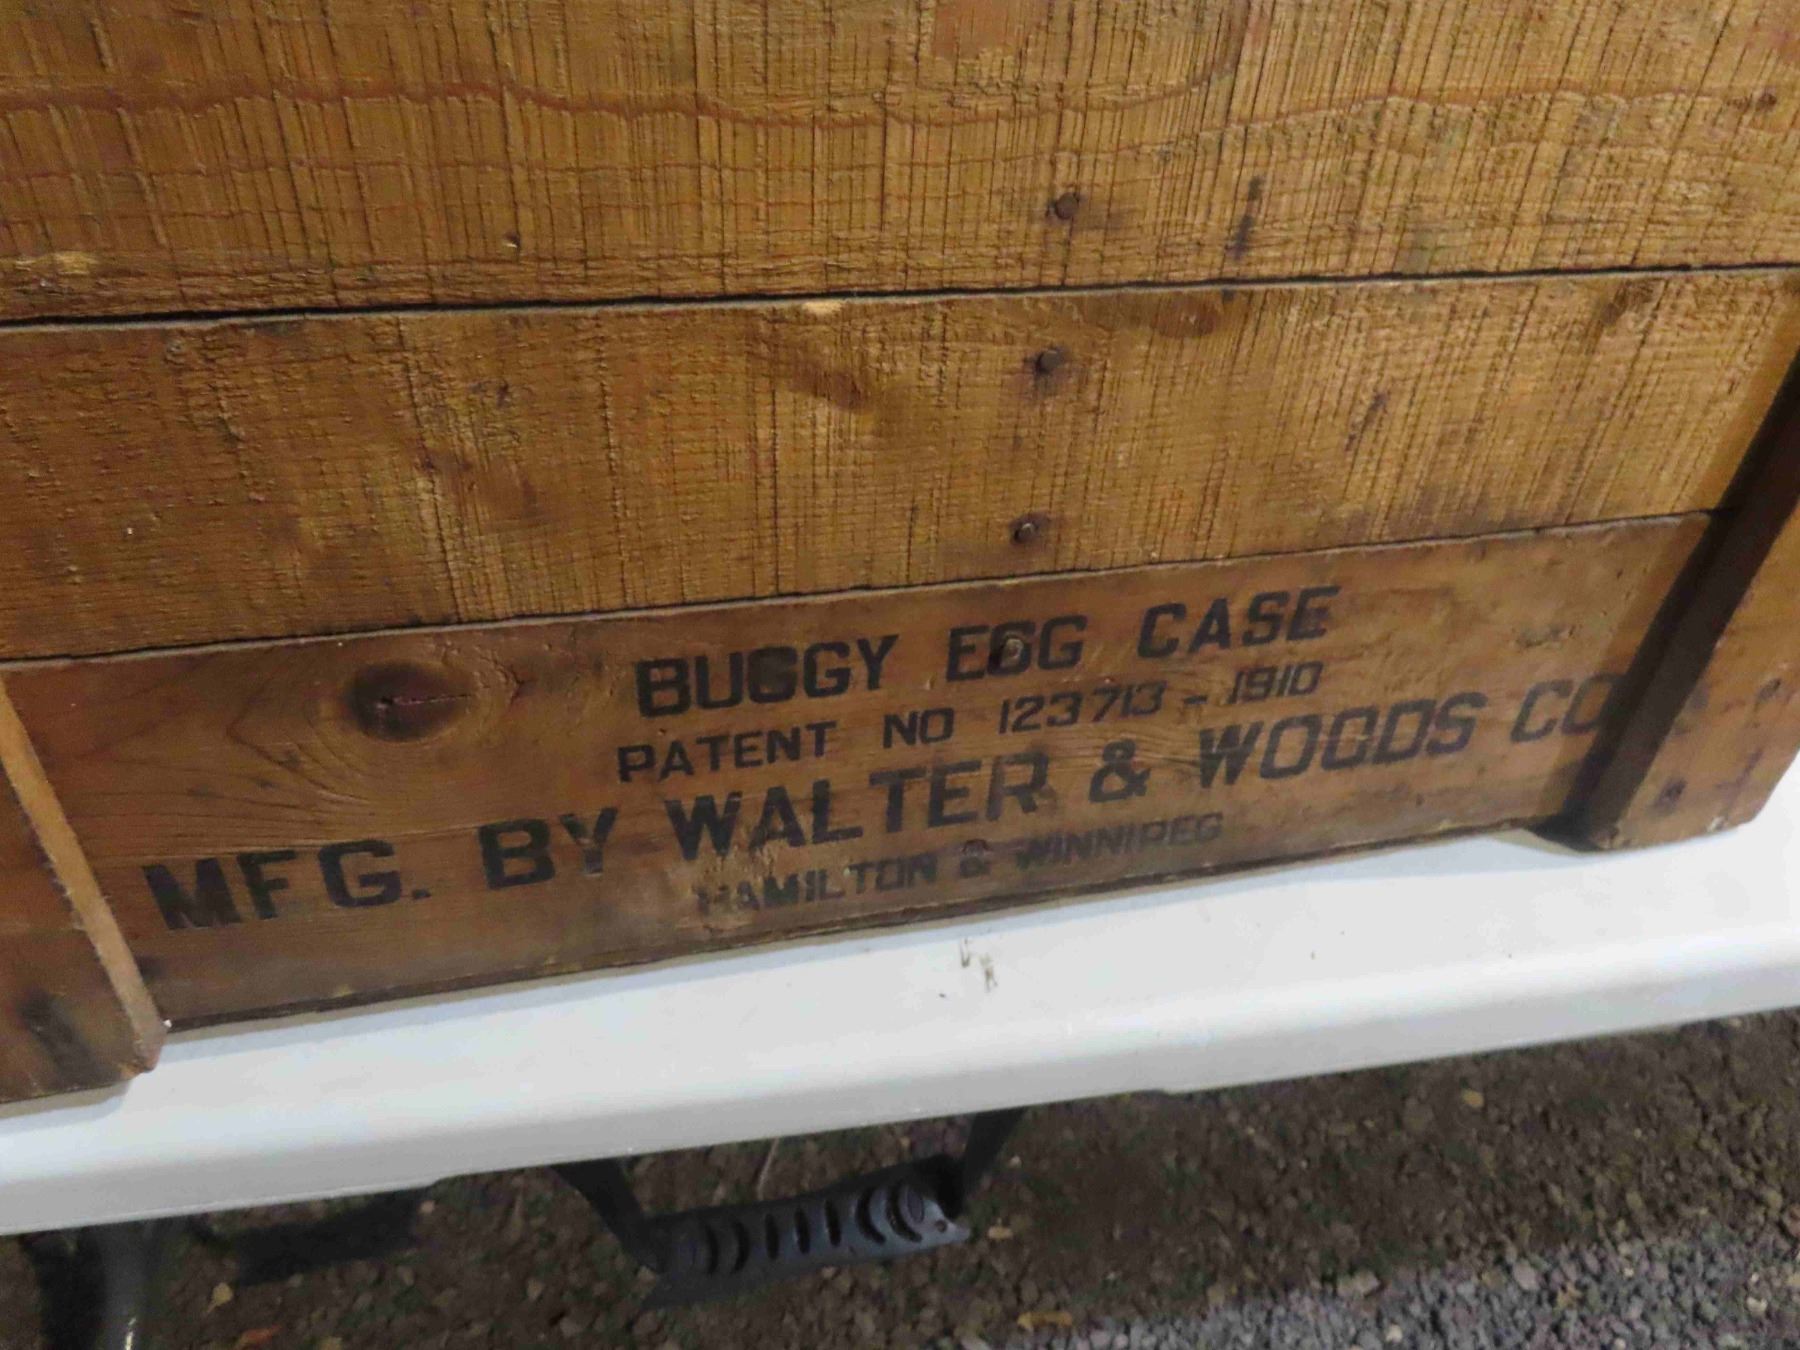 BUGGY EGG CASE
PATENT NO 123713 - 1910
MFG. BY WALTER & WOODS CO
HAMILTON & WINNIPEG